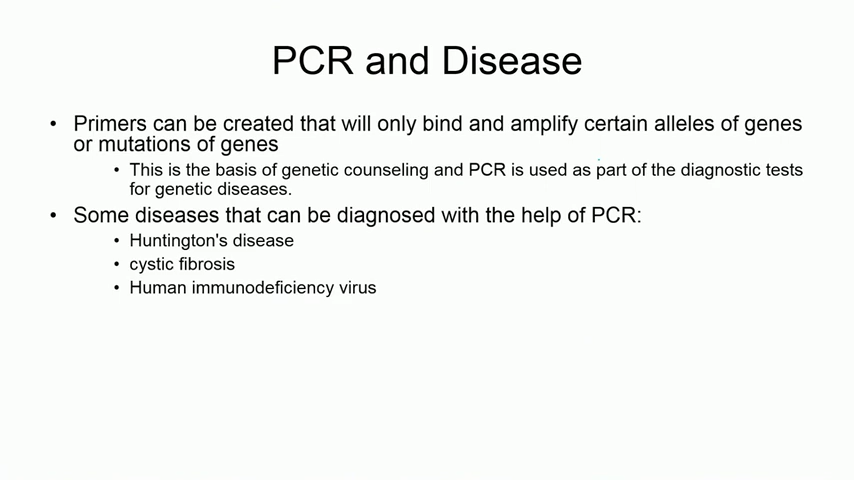 PCR and Disease
• Primers can be created that will only bind and amplify certain alleles of genes
or mutations of genes
• This is the basis of genetic counseling and PCR is used as part of the diagnostic tests
for genetic diseases.
• Some diseases that can be diagnosed with the help of PCR:
• Huntington's disease
• cystic fibrosis
• Human immunodeficiency virus